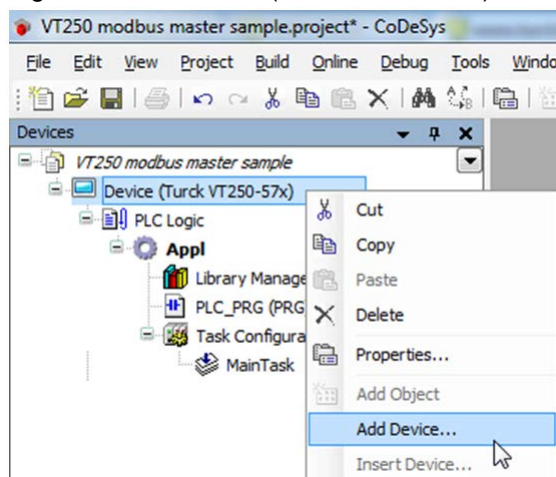 VT250 modbus master sample.project* - CoDeSys
File Edit View Project Build Online Debug Tools
Devices
VT250 modbus master sample
Device (Turck VT250-57x)
PLC Logic
Appl
Library Manage
PLC_PRG (PRG
Task Configura
MainTask
Cut
Copy
Paste
Delete
Properties...
Add Object
Add Device...
Insert Device...